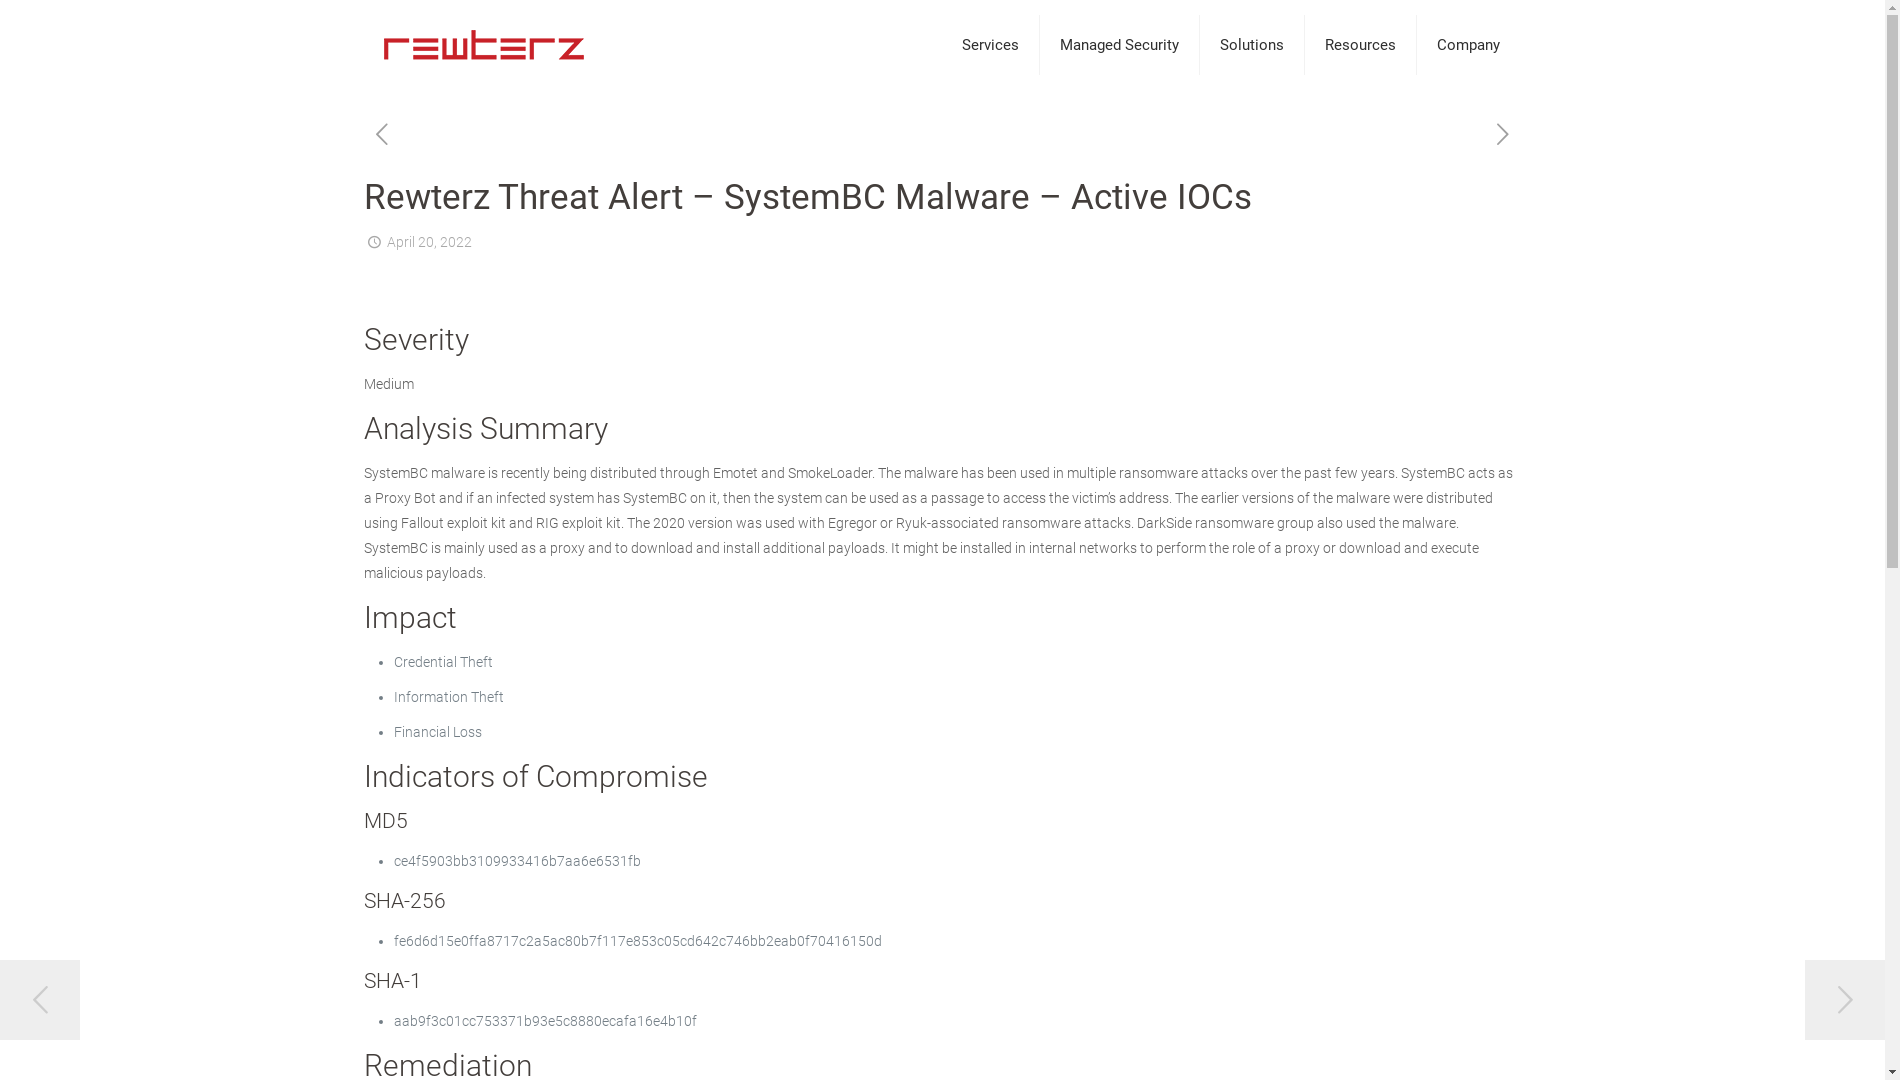 rewterz
Services
Managed Security
Solutions
Resources
Company
Rewterz Threat Alert – SystemBC Malware – Active IOCs
April 20, 2022
Severity
Medium
Analysis Summary
SystemBC malware is recently being distributed through Emotet and SmokeLoader. The malware has been used in multiple ransomware attacks over the past few years. SystemBC acts as
a Proxy Bot and if an infected system has SystemBC on it, then the system can be used as a passage to access the victim's address. The earlier versions of the malware were distributed
using Fallout exploit kit and RIG exploit kit. The 2020 version was used with Egregor or Ryuk-associated ransomware attacks. DarkSide ransomware group also used the malware.
SystemBC is mainly used as a proxy and to download and install additional payloads. It might be installed in internal networks to perform the role of a proxy or download and execute
malicious payloads.
Impact
Credential Theft
Information Theft
Financial Loss
Indicators of Compromise
MD5
ce4f5903bb3109933416b7aa6e6531fb
SHA-256
fe6d6d15e0ffa8717c2a5ac80b7f117e853c05cd642c746bb2eab0f70416150d
SHA-1
aab9f3c01cc753371b93e5c8880ecafa16e4b10f
Remediation